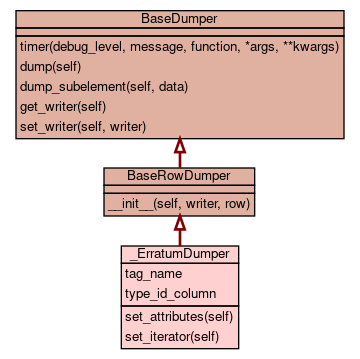 BaseDumper
timer(debug_level, message, function, *args, **kwargs)
dump(self)
dump_subelement(self, data)
get_writer(self)
set_writer(self, writer)
BaseRowDumper
__init__(self, writer, row)
_ErratumDumper
tag_name
type_id_column
set_attributes(self)
set_iterator(self)